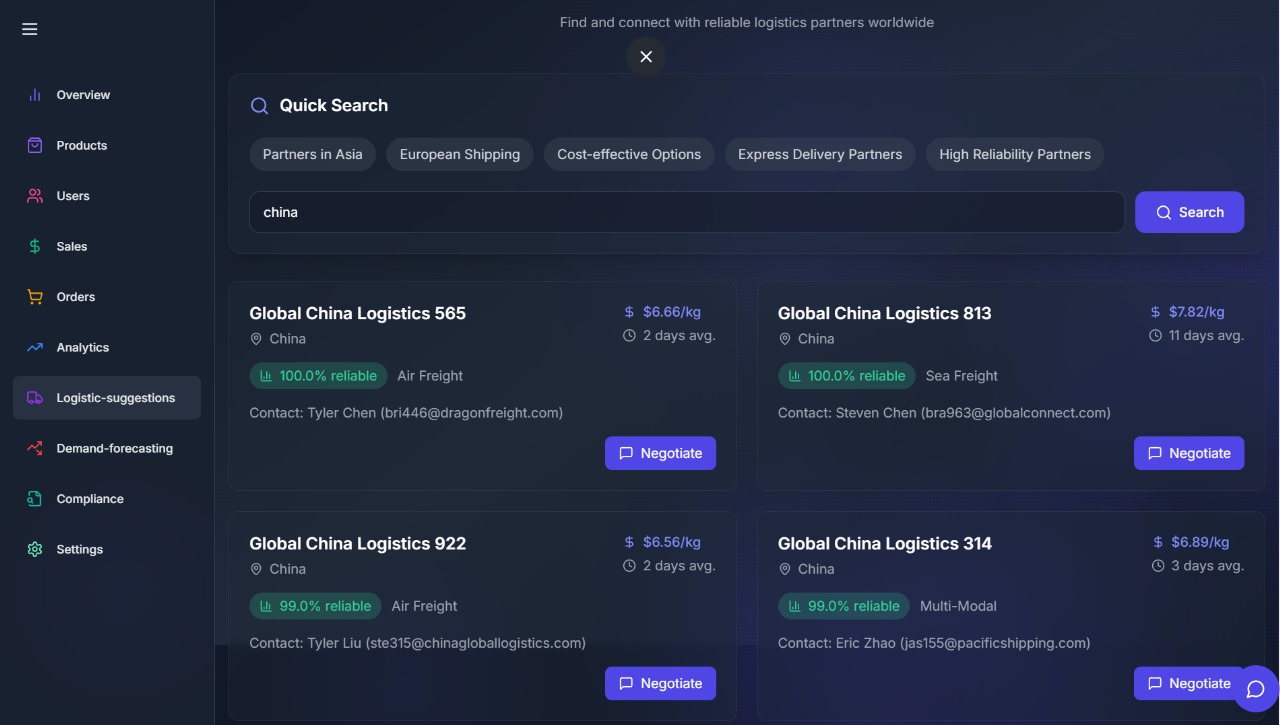 Find and connect with reliable logistics partners worldwide
Overview
Products
Users
Sales
Orders
Analytics
Logistic-suggestions
Demand-forecasting
Compliance
Settings
Quick Search
Partners in Asia
European Shipping
Cost-effective Options
Express Delivery Partners
High Reliability Partners
china
Search
Global China Logistics 565
$6.66/kg
China
2 days avg.
100.0% reliable
Air Freight
Contact: Tyler Chen (bri446@dragonfreight.com)
Negotiate
Global China Logistics 813
$7.82/kg
China
11 days avg.
100.0% reliable
Sea Freight
Contact: Steven Chen (bra963@globalconnect.com)
Negotiate
Global China Logistics 922
$6.56/kg
China
2 days avg.
99.0% reliable
Air Freight
Contact: Tyler Liu (ste315@chinagloballogistics.com)
Negotiate
Global China Logistics 314
$6.89/kg
China
3 days avg.
99.0% reliable
Multi-Modal
Contact: Eric Zhao (jas155@pacificshipping.com)
Negotiate